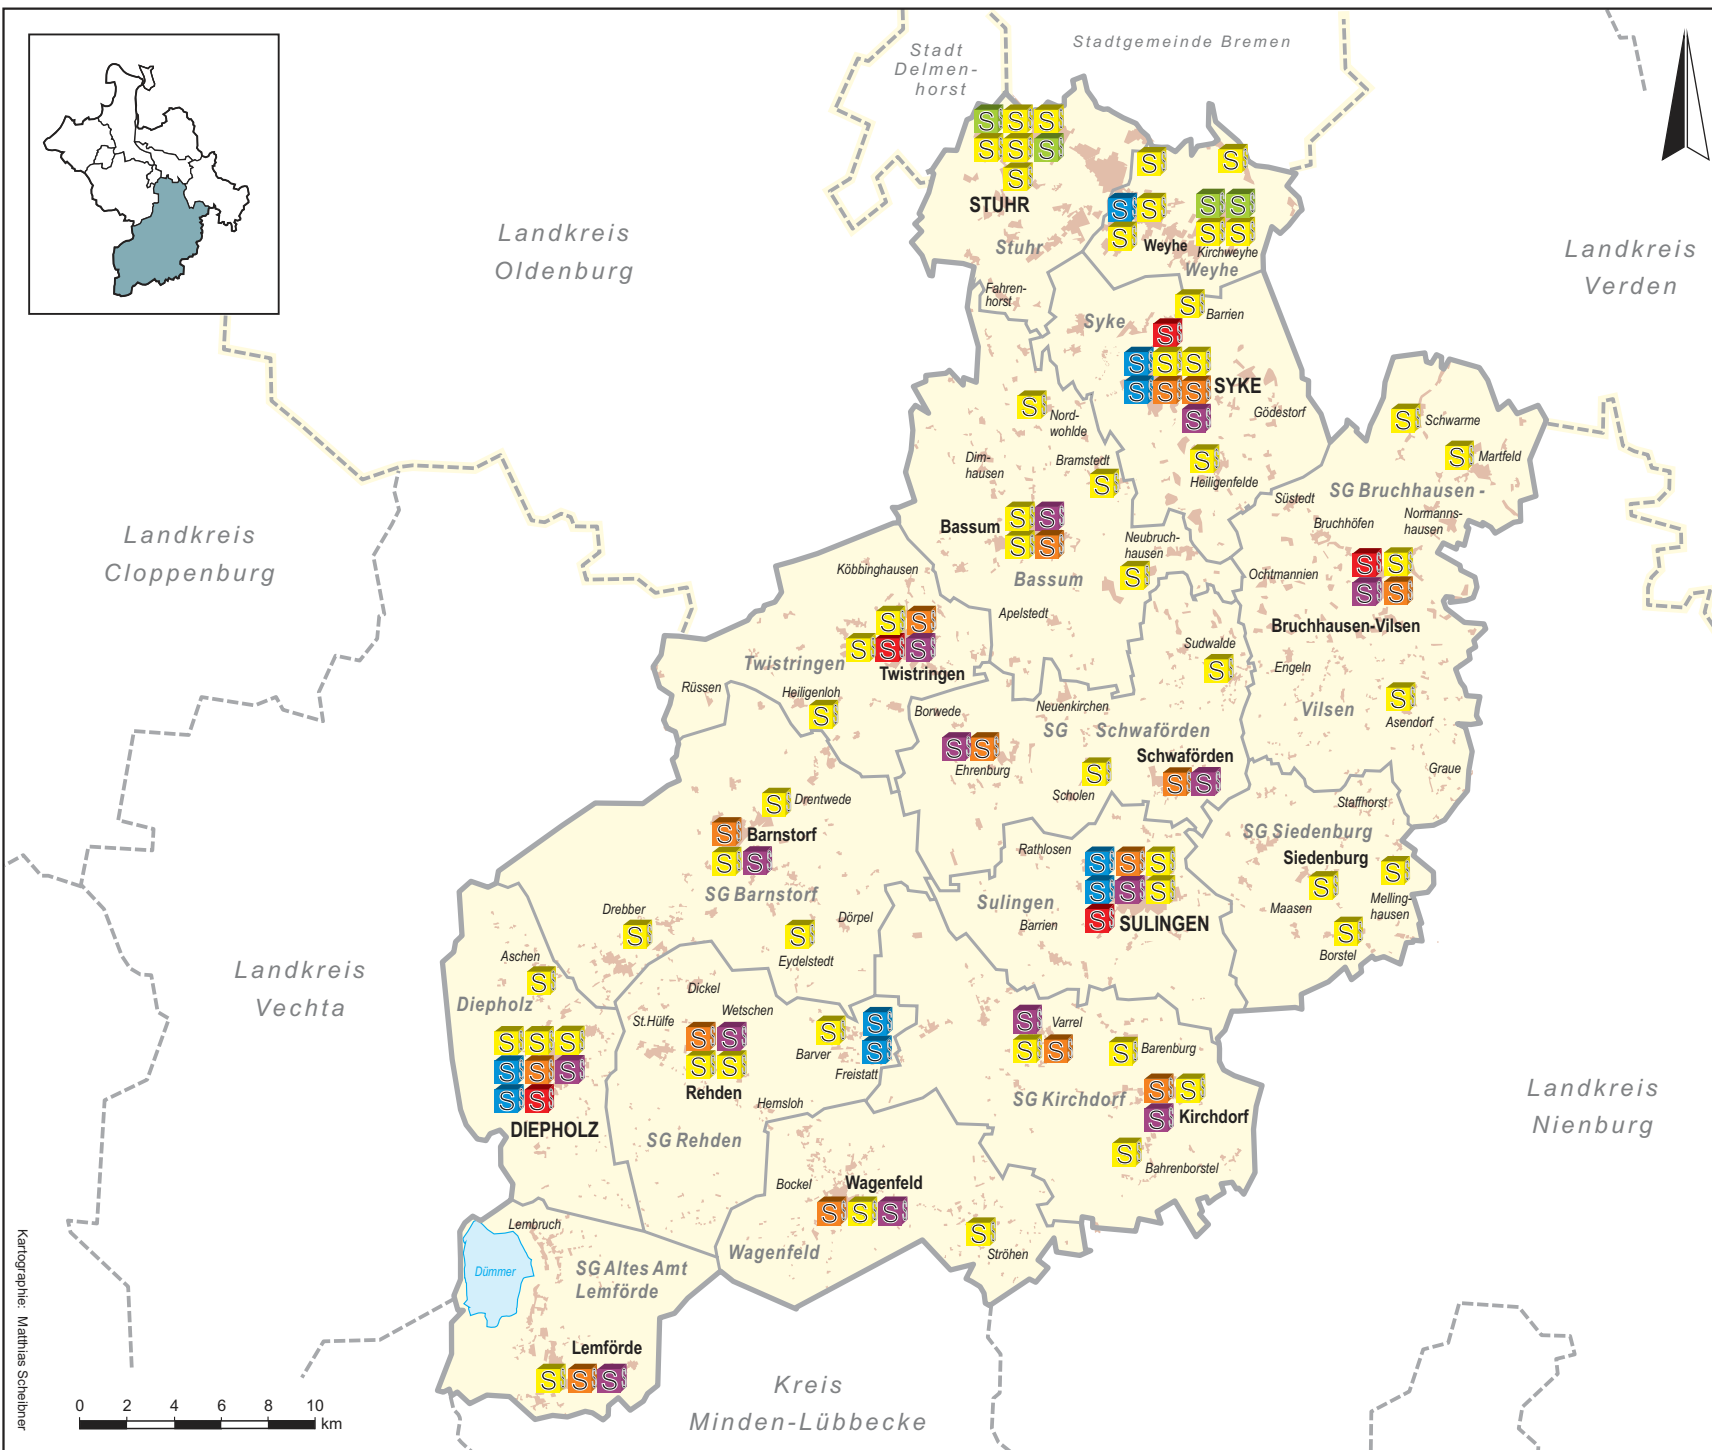 Stadt
Delmen-
horst
Stadtgemeinde Bremen
Landkreis
Oldenburg
Landkreis
Verden
Landkreis
Cloppenburg
Landkreis
Vechta
Landkreis
Nienburg
Kreis
Minden-Lübbecke
S S S
S S S
S
STUHR
Stuhr
S
S
S S
S
Weyhe
S S
S S
Kirchweyhe
Weyhe
Fahren-
horst
S
Barrien
Syke
S
S S S
S S S
S
SYKE
Gödestorf
S
Heiligenfelde
S
Nord-
wohlde
Dim-
hausen
Bramstedt
S
S S
S S
Bassum
Bassum
Neubruch-
hausen
S
Apelstedt
S
Schwarme
S
Martfeld
SG Bruchhausen -
Süstedt
Normanns-
hausen
Bruchhöfen
Ochtmannien
S S
S S
Bruchhausen-Vilsen
Engeln
S
Asendorf
Vilsen
Graue
Köbbinghausen
S S
S S S
Twistringen
Twistringen
Rüssen
Heiligenloh
S
Borwede
Neuenkirchen
Sudwalde
S
SG Schwaförden
S S
Ehrenburg
S
Scholen
Schwaförden
S S
Staffhorst
SG Siedenburg
Siedenburg
S
Maasen
S
Melling-
hausen
S
Borstel
S
Drentwede
S
Barnstorf
S S
SG Barnstorf
Drebber
S
Dörpel
S
Eydelstedt
Rathlosen
S S S
S S S
S
SULINGEN
Sulingen
Barrien
Aschen
S
Diepholz
S S S
S S S
S S
DIEPHOLZ
Dickel
St.Hülfe
Wetschen
S S
S S
Rehden
S
Barver
S
S
Freistatt
Hemsloh
SG Rehden
S
Varrel
S S
S
Barenburg
SG Kirchdorf
S S
S
Kirchdorf
S
Bahrenborstel
Bockel
Wagenfeld
S S S
Wagenfeld
S
Ströhen
Lembruch
Dümmer
SG Altes Amt
Lemförde
Lemförde
S S S
Kartographie: Matthias Scheibner
0 2 4 6 8 10
km